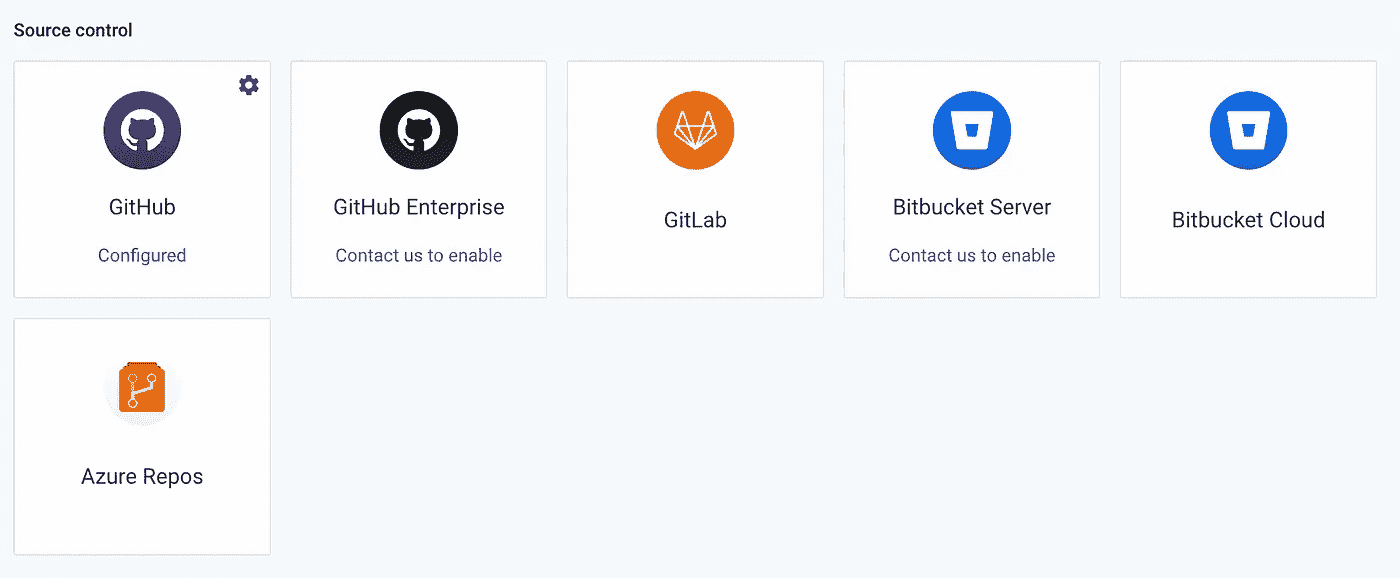 Source control
GitHub
Configured
GitHub Enterprise
Contact us to enable
GitLab
Bitbucket Server
Contact us to enable
Bitbucket Cloud
Azure Repos